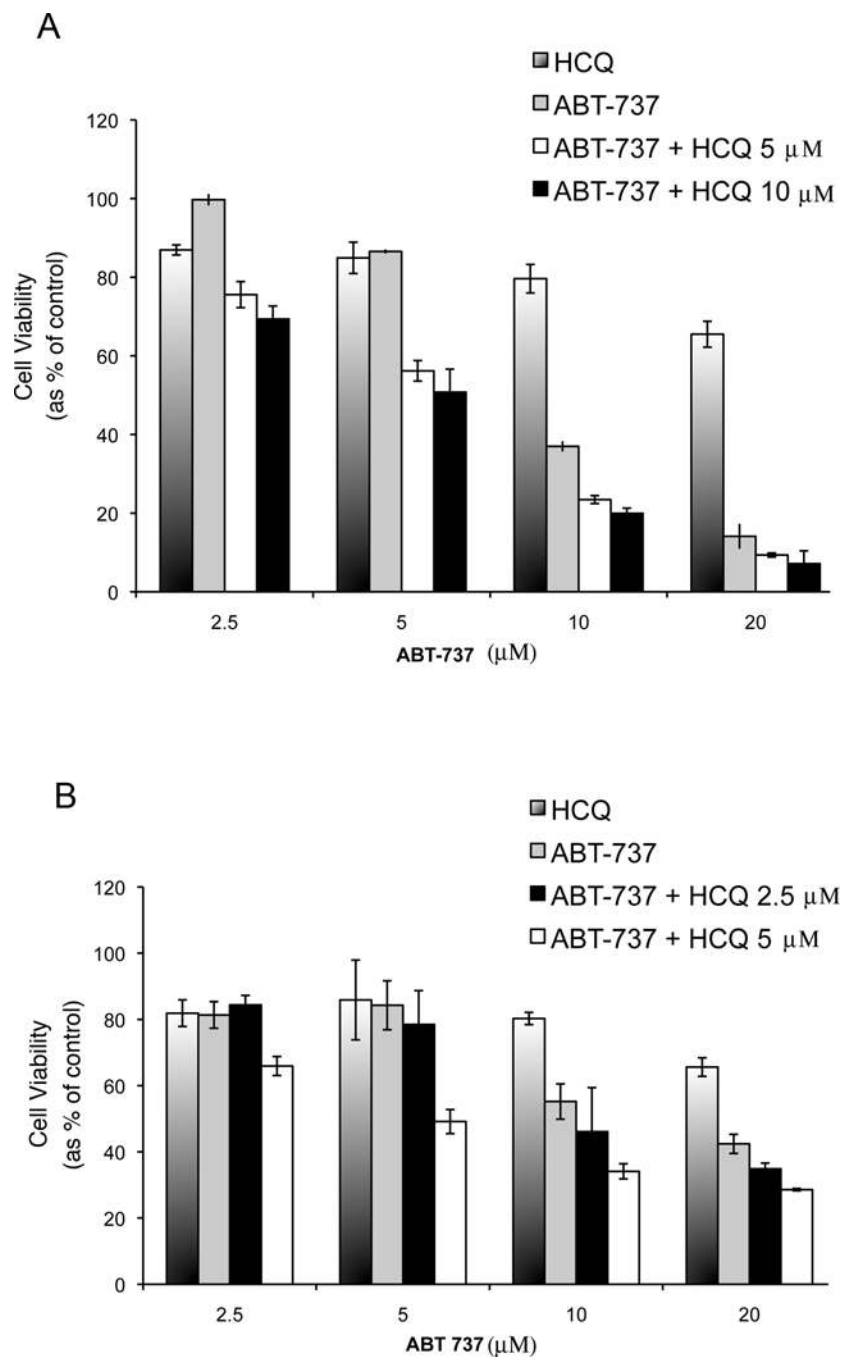 A
HCQ
ABT-737
ABT-737 + HCQ 5 μM
ABT-737 + HCQ 10 μM
120
100
80
60
40
20
0
Cell Viability
(as % of control)
2.5 5 10 20
ABT-737 (μM)
B
HCQ
ABT-737
ABT-737 + HCQ 2.5 μM
ABT-737 + HCQ 5 μM
120
100
80
60
40
20
0
Cell Viability
(as % of control)
2.5 5 10 20
ABT 737 (μM)